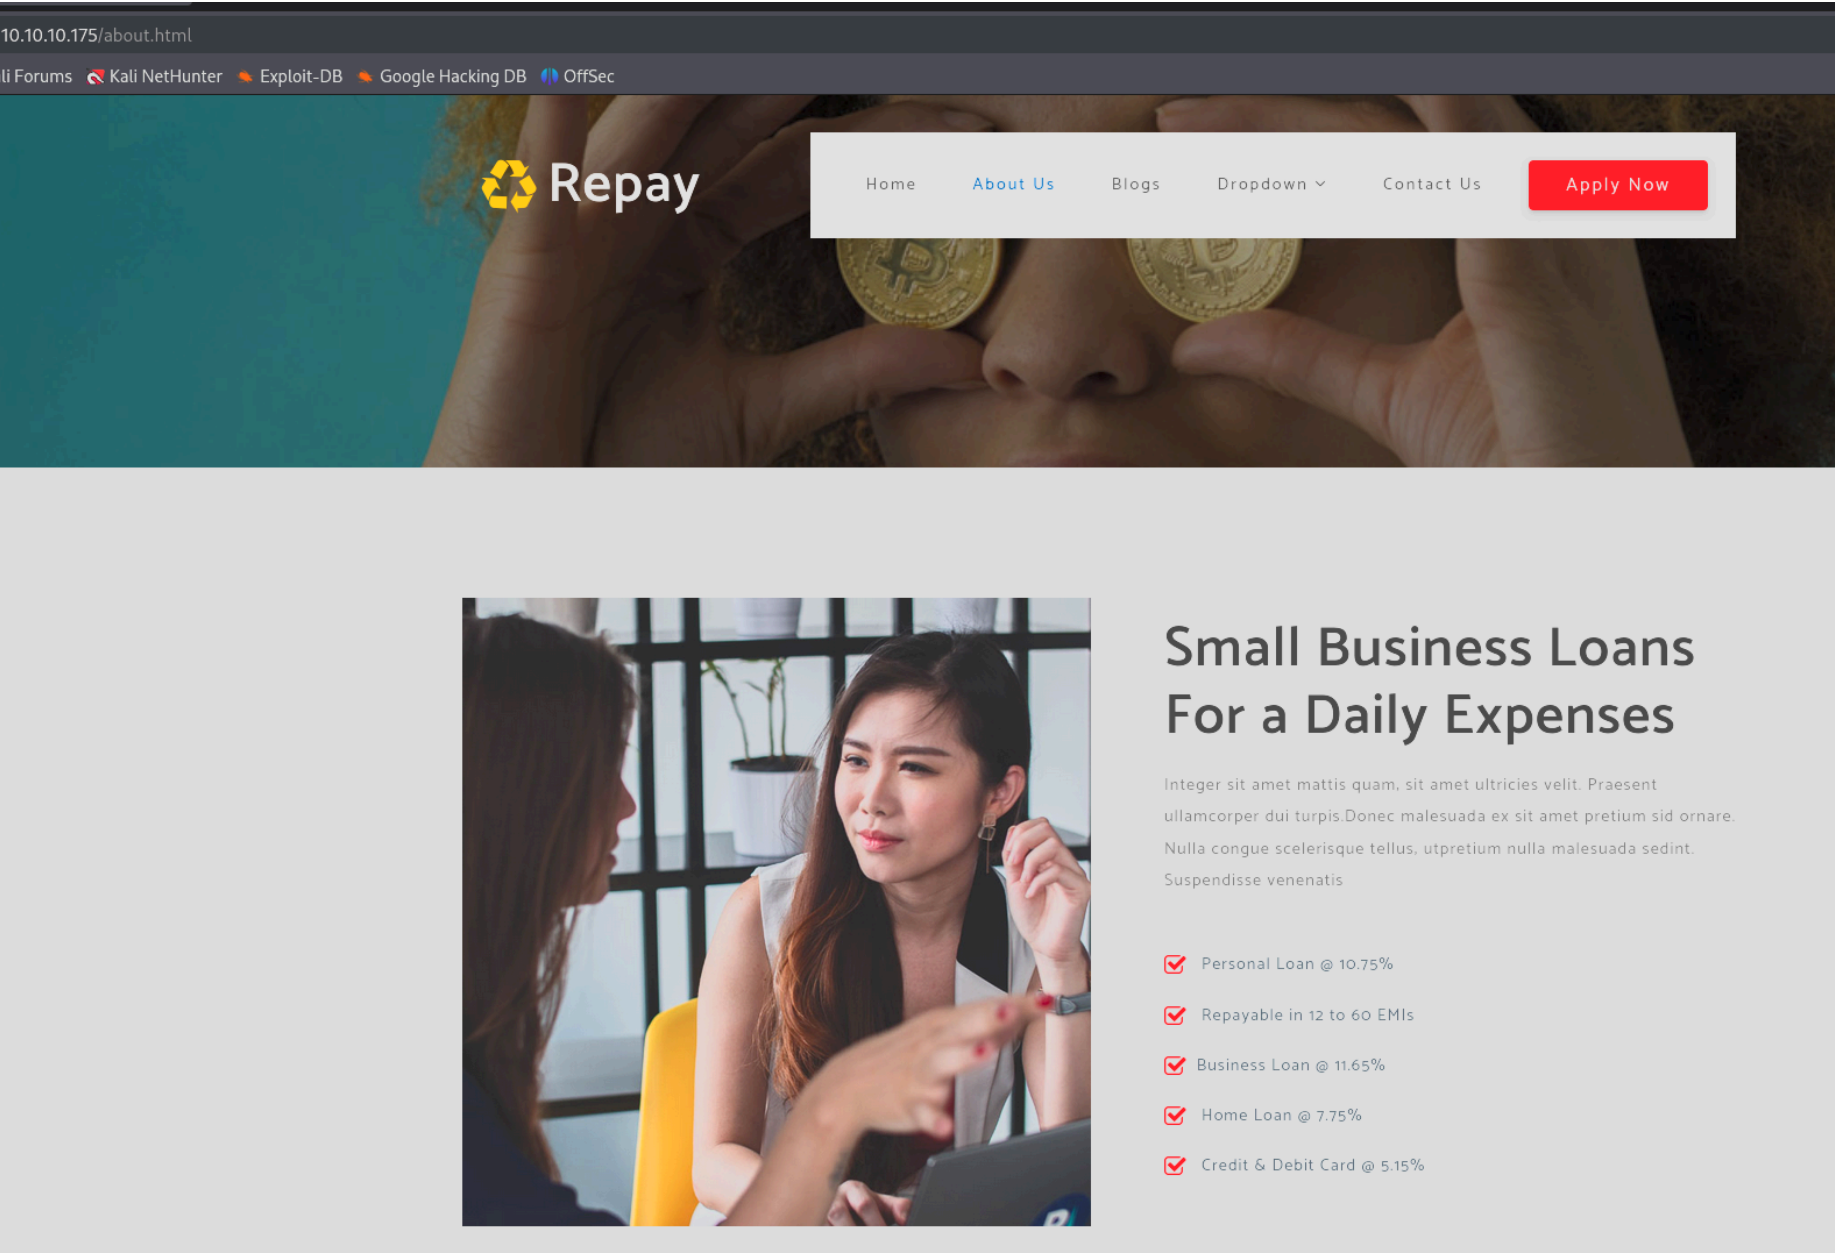 10.10.10.175/about.html
li Forums Kali NetHunter Exploit-DB Google Hacking DB OffSec
Repay Home About Us Blogs Dropdown Contact Us Apply Now
Small Business Loans
For a Daily Expenses
Integer sit amet mattis quam, sit amet ultricies velit. Praesent
ullamcorper dui turpis.Donec malesuada ex sit amet pretium sid ornare.
Nulla congue scelerisque tellus, utpretium nulla malesuada sedint.
Suspendisse venenatis
Personal Loan @ 10.75%
Repayable in 12 to 60 EMIs
Business Loan @ 11.65%
Home Loan @ 7.75%
Credit & Debit Card @ 5.15%